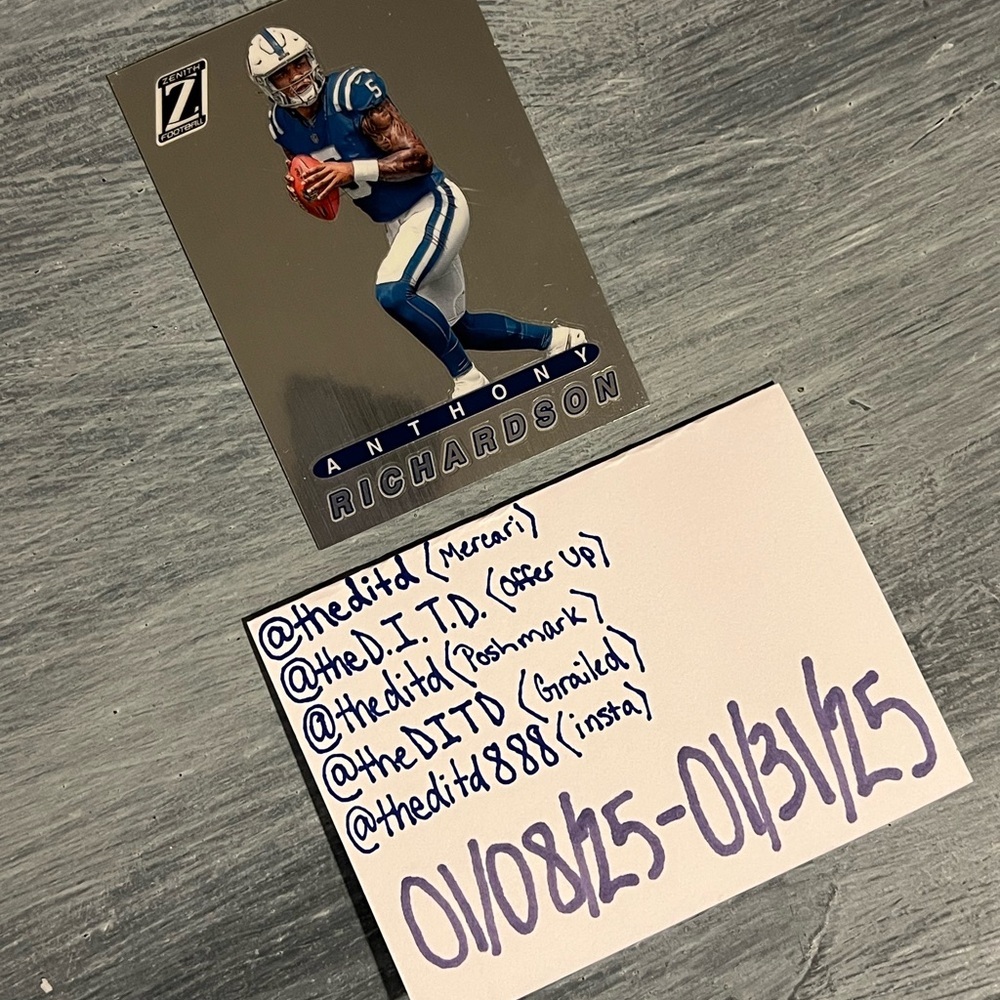 ZENITH
Z
FOOTBALL
5
5
ANTHONY
RICHARDSON
@theditd (Mercari)
@theD.I.T.D. (Offer Up)
@theditd (Poshmark)
@theDITD (Grailed)
@theditd888 (insta)
01/08/25-01/31/25